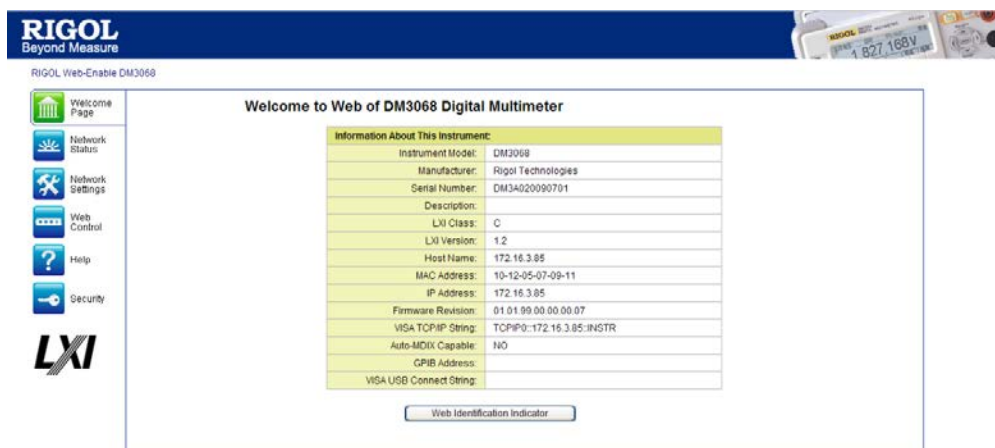 RIGOL
Beyond Measure
RIGOL
1.827,168V
RIGOL Web-Enable DM3068
Welcome Page
Network Status
Network Settings
Web Control
Help
Security
LXI
Welcome to Web of DM3068 Digital Multimeter
Information About This Instrument:
Instrument Model: DM3068
Manufacturer: Rigol Technologies
Serial Number: DM3A020090701
Description:
LXI Class: C
LXI Version: 1.2
Host Name: 172.16.3.85
MAC Address: 10-12-05-07-09-11
IP Address: 172.16.3.85
Firmware Revision: 01.01.99.00.00.00.07
VISA TCP/IP String: TCPIP0::172.16.3.85::INSTR
Auto-MDIX Capable: NO
GPIB Address:
VISA USB Connect String:
Web Identification Indicator